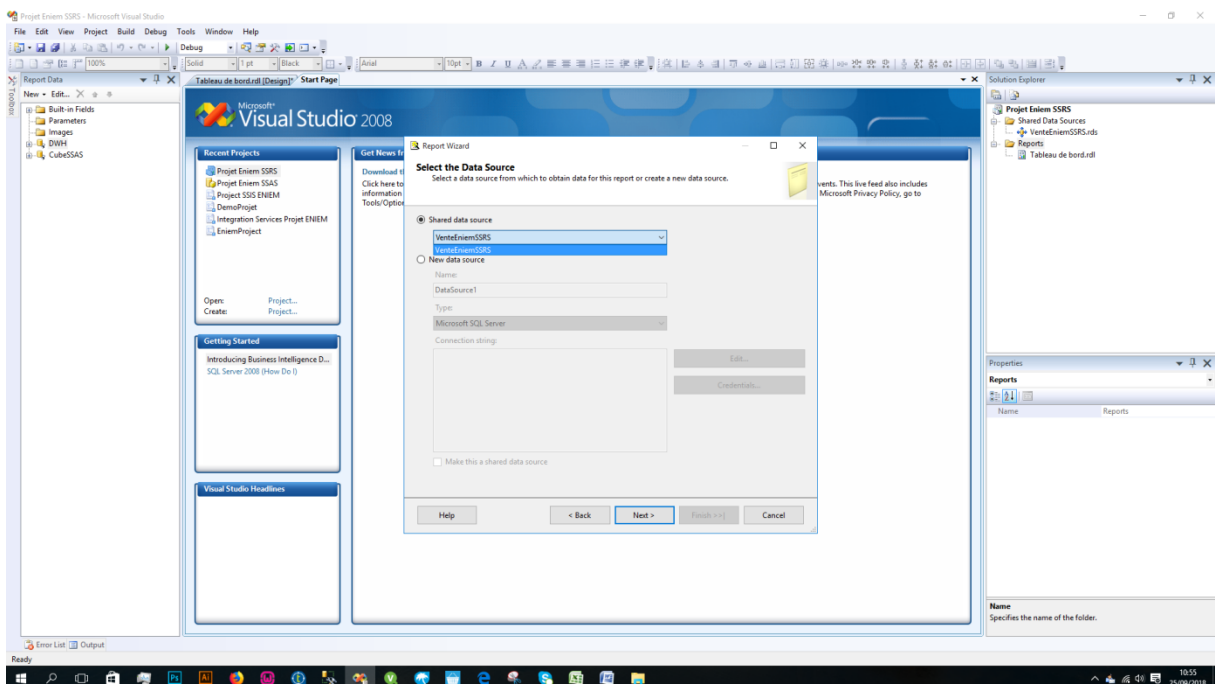 Projet Eniem SSRS - Microsoft Visual Studio
File Edit View Project Build Debug Tools Window Help
Debug
100% Solid 1 pt Black Arial 10pt
Report Data
Tableau de bord.rdl [Design]* Start Page
Solution Explorer
Toolbox
New Edit...
Built-in Fields
Parameters
Images
DWH
CubeSSAS
Microsoft
Visual Studio 2008
Recent Projects
Projet Eniem SSRS
Projet Eniem SSAS
Project SSIS ENIEM
DemoProjet
Integration Services Projet ENIEM
EniemProject
Open: Project...
Create: Project...
Getting Started
Introducing Business Intelligence D...
SQL Server 2008 (How Do I)
Visual Studio Headlines
Get News fr
Download t
Click here to
information
Tools/Optio
vents. This live feed also includes
Microsoft Privacy Policy, go to
Report Wizard
Select the Data Source
Select a data source from which to obtain data for this report or create a new data source.
Shared data source
VenteEniemSSRS
VenteEniemSSRS
New data source
Name:
DataSource1
Type:
Microsoft SQL Server
Connection string:
Edit...
Credentials...
Make this a shared data source
Help < Back Next > Finish >>| Cancel
Projet Eniem SSRS
Shared Data Sources
VenteEniemSSRS.rds
Reports
Tableau de bord.rdl
Properties
Reports
Name Reports
Name
Specifies the name of the folder.
Error List Output
Ready
10:55
25/09/2018